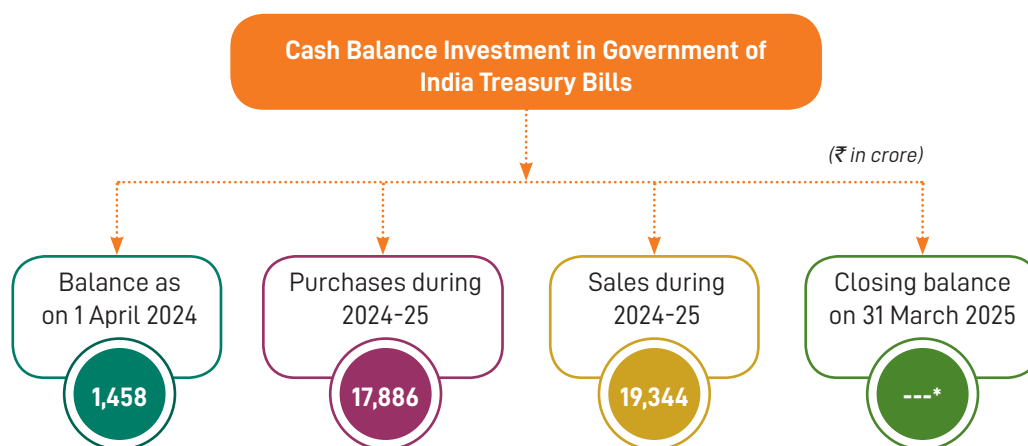 Cash Balance Investment in Government of
India Treasury Bills
(₹ in crore)
Balance as
on 1 April 2024
1,458
Purchases during
2024-25
17,886
Sales during
2024-25
19,344
Closing balance
on 31 March 2025
---*